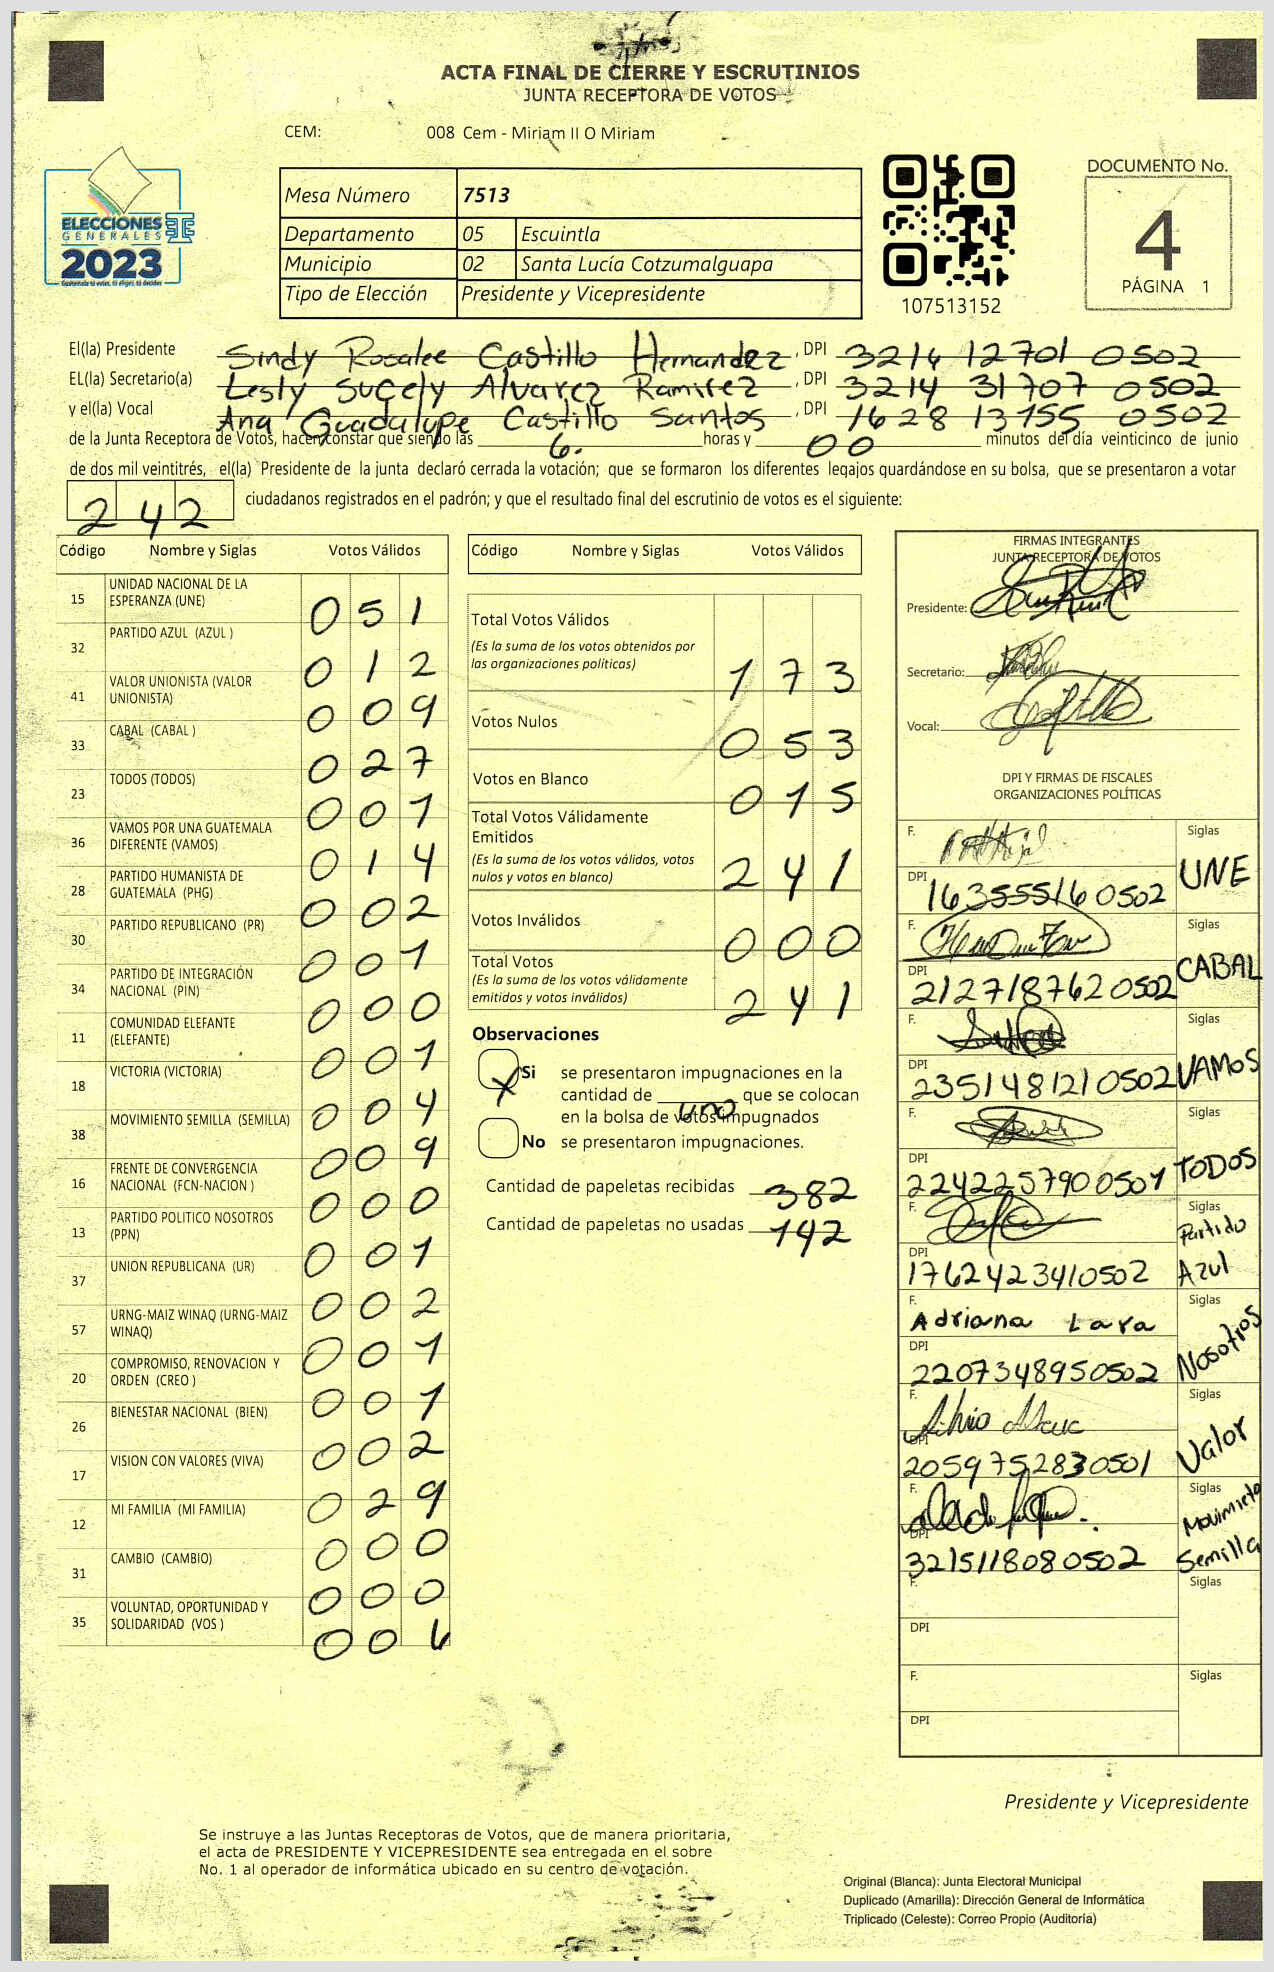 ACTA FINAL DE CIERRE Y ESCRUTINIOS
JUNTA RECEPTORA DE VOTOS
CEM: 008 Cem - Miriam II O Miriam
ELECCIONES
GENERALES
2023
Guatemala tú votas, tú eliges, tú decides
Mesa Número 7513
Departamento 05 Escuintla
Municipio 02 Santa Lucía Cotzumalguapa
Tipo de Elección Presidente y Vicepresidente
107513152
DOCUMENTO No.
4
PÁGINA 1
El(la) Presidente Sindy Rosalee Castillo Hernandez, DPI 3214 12701 0502
EL(la) Secretario(a) Lesly Sucely Alvarez Ramirez, DPI 3214 31707 0502
y el(la) Vocal Ana Guadalupe Castillo Santos, DPI 1628 13755 0502
de la Junta Receptora de Votos, hacen constar que siendo las 6. horas y 00 minutos del día veinticinco de junio
de dos mil veintitrés, el(la) Presidente de la junta declaró cerrada la votación; que se formaron los diferentes legajos guardándose en su bolsa, que se presentaron a votar
242 ciudadanos registrados en el padrón; y que el resultado final del escrutinio de votos es el siguiente:
Código Nombre y Siglas Votos Válidos
15 UNIDAD NACIONAL DE LA ESPERANZA (UNE) 051
32 PARTIDO AZUL (AZUL ) 012
41 VALOR UNIONISTA (VALOR UNIONISTA) 009
33 CABAL (CABAL ) 027
23 TODOS (TODOS) 001
36 VAMOS POR UNA GUATEMALA DIFERENTE (VAMOS) 014
28 PARTIDO HUMANISTA DE GUATEMALA (PHG) 002
30 PARTIDO REPUBLICANO (PR) 001
34 PARTIDO DE INTEGRACIÓN NACIONAL (PIN) 000
11 COMUNIDAD ELEFANTE (ELEFANTE) 001
18 VICTORIA (VICTORIA) 004
38 MOVIMIENTO SEMILLA (SEMILLA) 009
16 FRENTE DE CONVERGENCIA NACIONAL (FCN-NACION ) 000
13 PARTIDO POLITICO NOSOTROS (PPN) 001
37 UNION REPUBLICANA (UR) 002
57 URNG-MAIZ WINAQ (URNG-MAIZ WINAQ) 001
20 COMPROMISO, RENOVACION Y ORDEN (CREO ) 001
26 BIENESTAR NACIONAL (BIEN) 002
17 VISION CON VALORES (VIVA) 029
12 MI FAMILIA (MI FAMILIA) 000
31 CAMBIO (CAMBIO) 000
35 VOLUNTAD, OPORTUNIDAD Y SOLIDARIDAD (VOS ) 006
Código Nombre y Siglas Votos Válidos
Total Votos Válidos 173
(Es la suma de los votos obtenidos por
las organizaciones políticas)
Votos Nulos 053
Votos en Blanco 015
Total Votos Válidamente
Emitidos 241
(Es la suma de los votos válidos, votos
nulos y votos en blanco)
Votos Inválidos 000
Total Votos 241
(Es la suma de los votos válidamente
emitidos y votos inválidos)
Observaciones
X Si se presentaron impugnaciones en la
cantidad de uno que se colocan
en la bolsa de votos impugnados
No se presentaron impugnaciones.
Cantidad de papeletas recibidas 382
Cantidad de papeletas no usadas 142
FIRMAS INTEGRANTES
JUNTA RECEPTORA DE VOTOS
Presidente:
Secretario:
Vocal:
DPI Y FIRMAS DE FISCALES
ORGANIZACIONES POLÍTICAS
F. Siglas
DPI 163555160502 UNE
F. Siglas
DPI 2127187620502 CABAL
F. Siglas
DPI 2351481210502 VAMOS
F. Siglas
DPI 2242257900501 TODOS
F. Siglas
DPI 1762423410502 Partido Azul
F. Adriana Lara Siglas
DPI 2207348950502 Nosotros
F. Siglas
DPI 2059752830501 Valor
F. Siglas
DPI 3215118080502 Movimieto Semilla
F. Siglas
DPI
F. Siglas
DPI
Presidente y Vicepresidente
Se instruye a las Juntas Receptoras de Votos, que de manera prioritaria,
el acta de PRESIDENTE Y VICEPRESIDENTE sea entregada en el sobre
No. 1 al operador de informática ubicado en su centro de votación.
Original (Blanca): Junta Electoral Municipal
Duplicado (Amarilla): Dirección General de Informática
Triplicado (Celeste): Correo Propio (Auditoría)